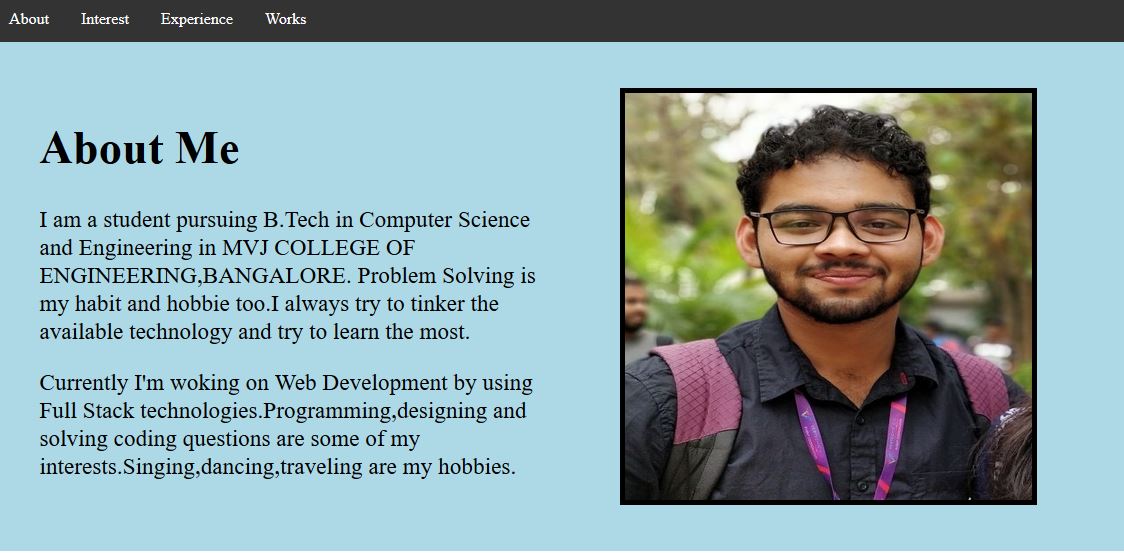 About Interest Experience Works
About Me
I am a student pursuing B.Tech in Computer Science
and Engineering in MVJ COLLEGE OF
ENGINEERING,BANGALORE. Problem Solving is
my habit and hobbie too.I always try to tinker the
available technology and try to learn the most.
Currently I'm woking on Web Development by using
Full Stack technologies.Programming,designing and
solving coding questions are some of my
interests.Singing,dancing,traveling are my hobbies.